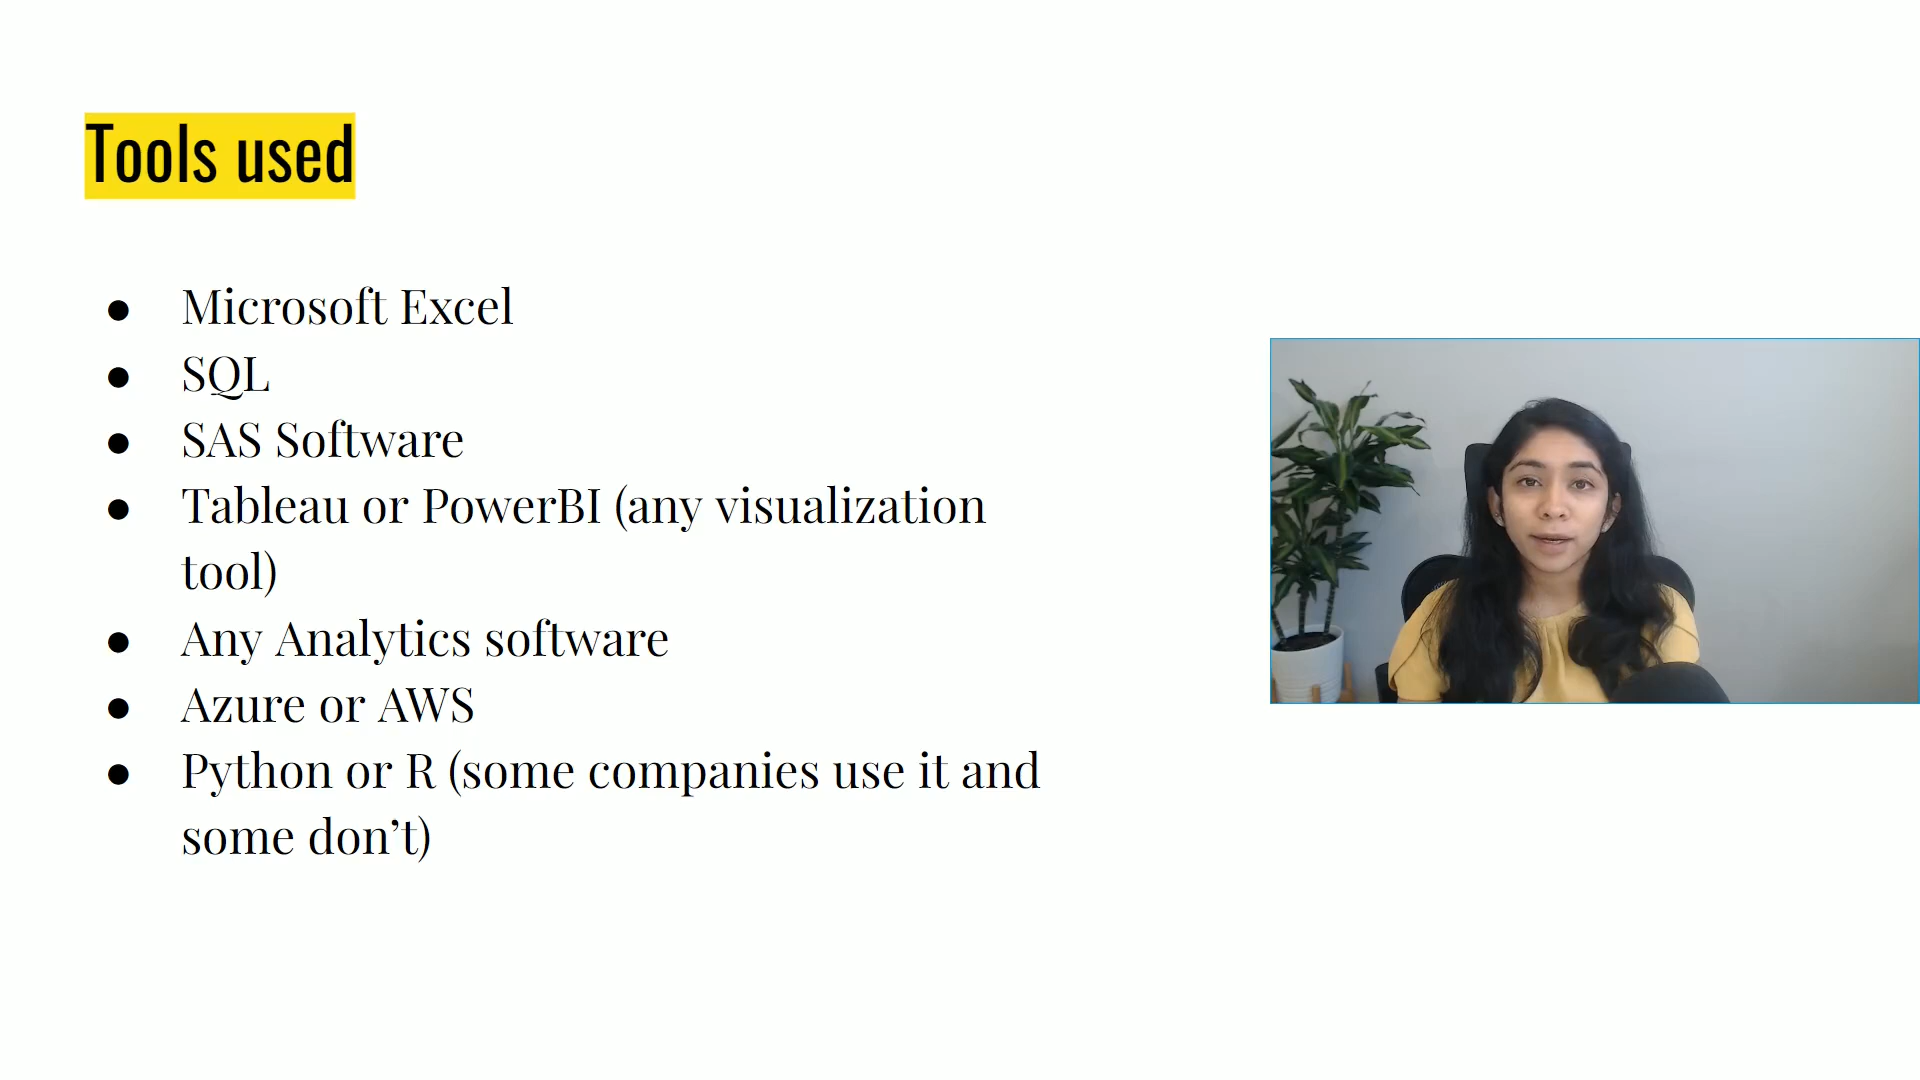 Tools used
● Microsoft Excel
● SQL
● SAS Software
● Tableau or PowerBI (any visualization
tool)
● Any Analytics software
● Azure or AWS
● Python or R (some companies use it and
some don’t)